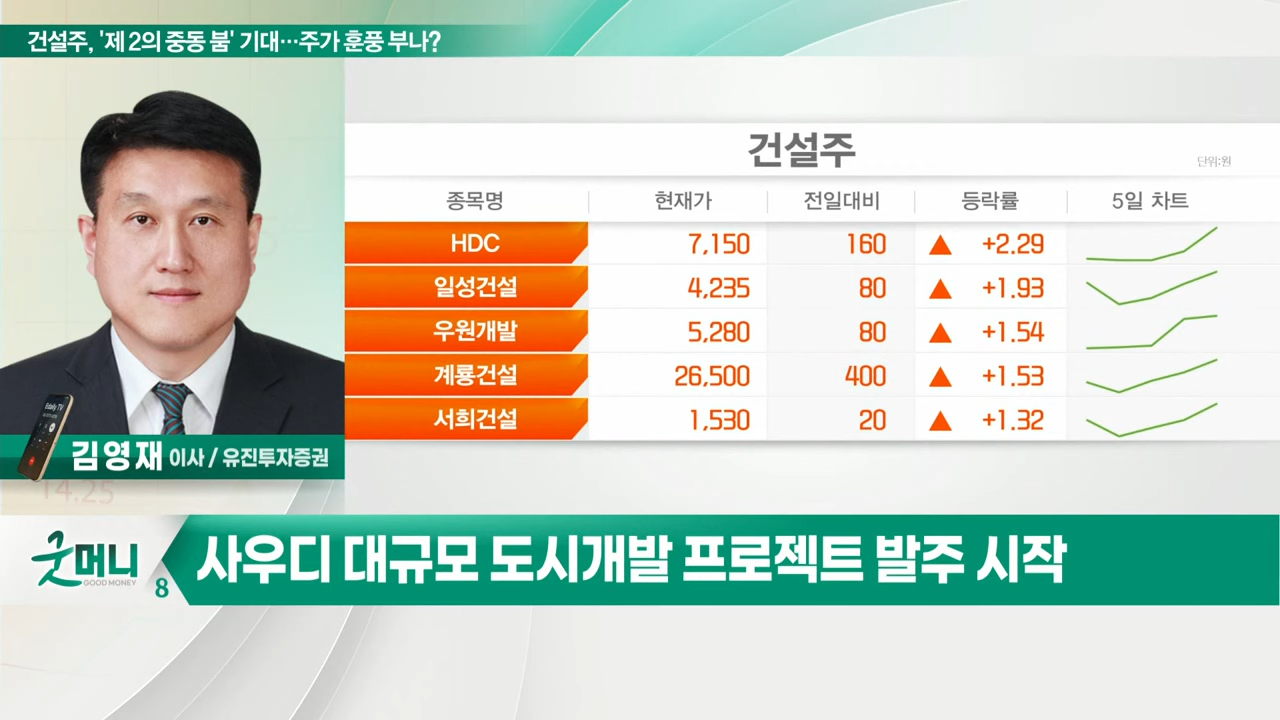 건설주, '제 2의 중동 붐' 기대…주가 훈풍 부나?
건설주
단위:원
종목명 현재가 전일대비 등락률 5일 차트
HDC 7,150 160 ▲ +2.29
일성건설 4,235 80 ▲ +1.93
우원개발 5,280 80 ▲ +1.54
계룡건설 26,500 400 ▲ +1.53
서희건설 1,530 20 ▲ +1.32
Edaily TV
김영재 이사 / 유진투자증권
14.25
굿머니
GOOD MONEY
8
사우디 대규모 도시개발 프로젝트 발주 시작